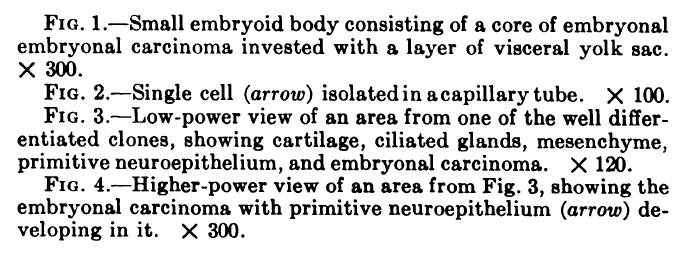 FIG. 1.—Small embryoid body consisting of a core of embryonal
embryonal carcinoma invested with a layer of visceral yolk sac.
× 300.
FIG. 2.—Single cell (arrow) isolated in a capillary tube. × 100.
FIG. 3.—Low-power view of an area from one of the well differ-
entiated clones, showing cartilage, ciliated glands, mesenchyme,
primitive neuroepithelium, and embryonal carcinoma. × 120.
FIG. 4.—Higher-power view of an area from Fig. 3, showing the
embryonal carcinoma with primitive neuroepithelium (arrow) de-
veloping in it. × 300.